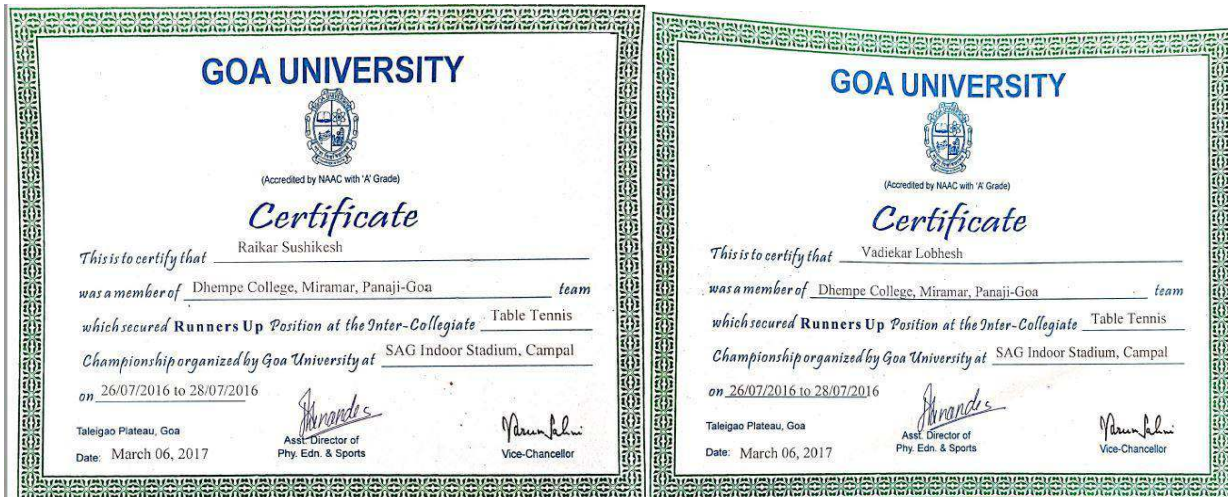 GOA UNIVERSITY
(Accredited by NAAC with 'A' Grade)
Certificate
This is to certify that Raikar Sushikesh
was a member of Dhempe College, Miramar, Panaji-Goa team
which secured Runners Up Position at the Inter-Collegiate Table Tennis
Championship organized by Goa University at SAG Indoor Stadium, Campal
on 26/07/2016 to 28/07/2016
Taleigao Plateau, Goa
Date: March 06, 2017
Asst. Director of
Phy. Edn. & Sports
Varun Sahni
Vice-Chancellor
GOA UNIVERSITY
(Accredited by NAAC with 'A' Grade)
Certificate
This is to certify that Vadiekar Lobhesh
was a member of Dhempe College, Miramar, Panaji-Goa team
which secured Runners Up Position at the Inter-Collegiate Table Tennis
Championship organized by Goa University at SAG Indoor Stadium, Campal
on 26/07/2016 to 28/07/2016
Taleigao Plateau, Goa
Date: March 06, 2017
Asst. Director of
Phy. Edn. & Sports
Varun Sahni
Vice-Chancellor